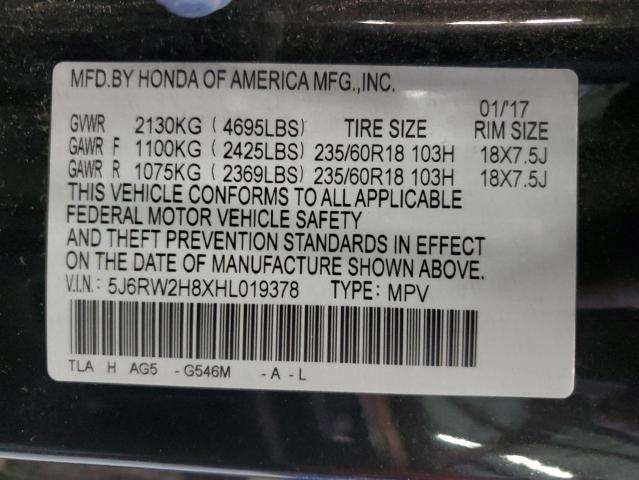 MFD.BY HONDA OF AMERICA MFG.,INC.
01/'17
GVWR 2130KG ( 4695LBS) TIRE SIZE RIM SIZE
GAWR F 1100KG ( 2425LBS) 235/60R18 103H 18X7.5J
GAWR R 1075KG ( 2369LBS) 235/60R18 103H 18X7.5J
THIS VEHICLE CONFORMS TO ALL APPLICABLE
FEDERAL MOTOR VEHICLE SAFETY
AND THEFT PREVENTION STANDARDS IN EFFECT
ON THE DATE OF MANUFACTURE SHOWN ABOVE.
V.I.N.: 5J6RW2H8XHL019378 TYPE: MPV
TLA H AG5 -G546M -A-L